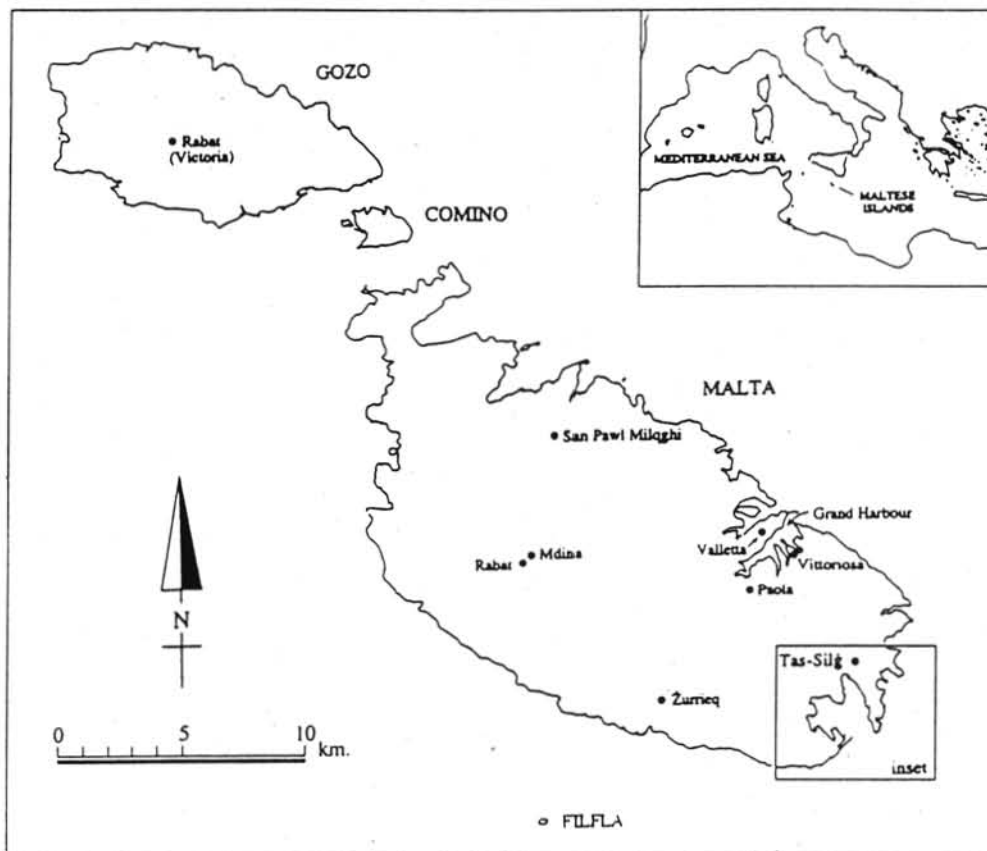 GOZO
Rabat
(Victoria)
COMINO
MEDITERRANEAN SEA
MALTESE
ISLANDS
MALTA
San Pawl Milqghi
Grand Harbour
Valletta
Vittoriosa
Mdina
Rabat
Paola
Tas-Silġ
Żurrieq
inset
N
0 5 10
km.
FILFLA